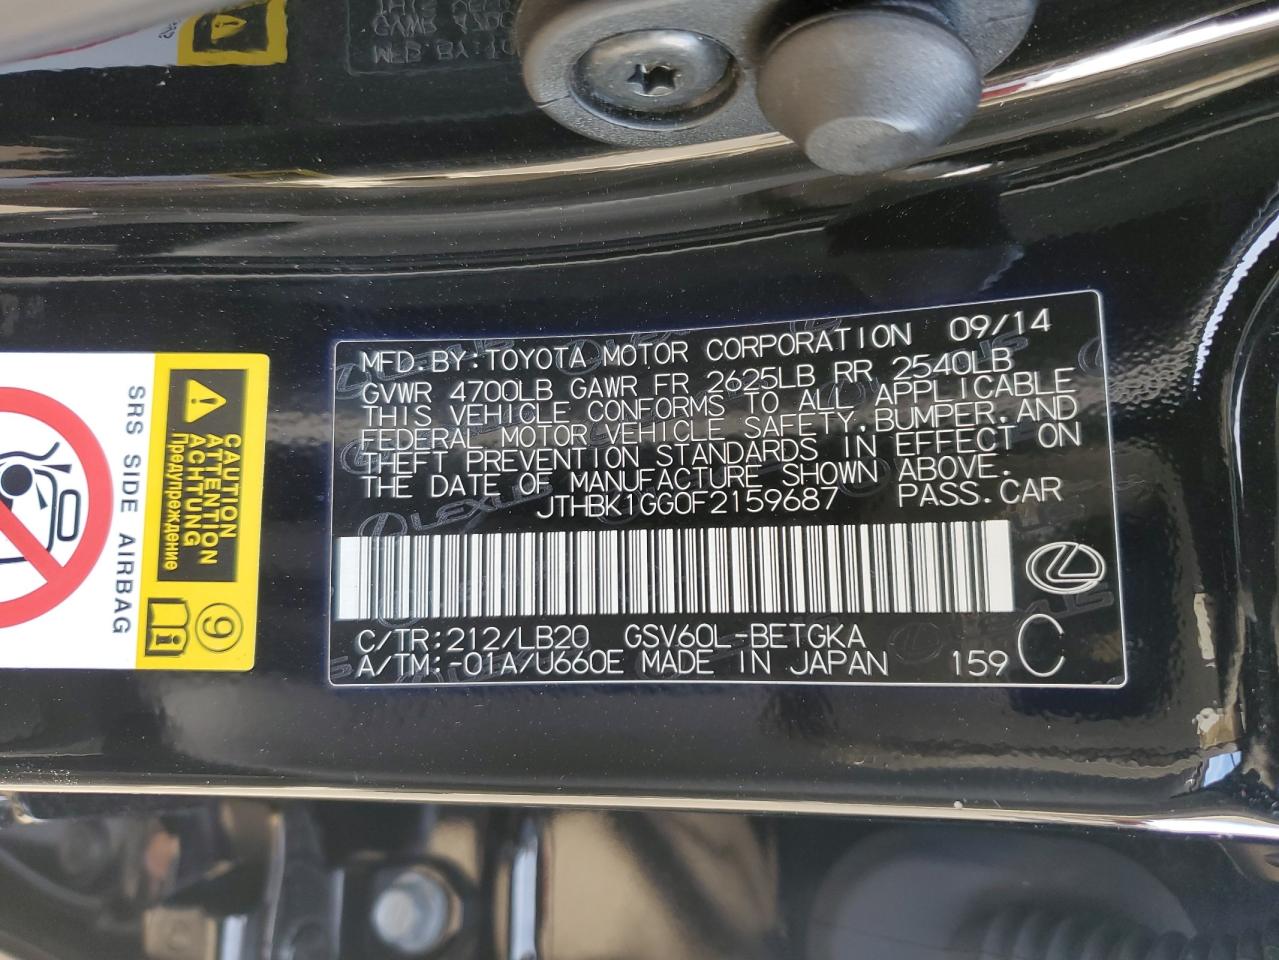 MFD.BY:TOYOTA MOTOR CORPORATION 09/14
GVWR 4700LB GAWR FR 2625LB RR 2540LB
THIS VEHICLE CONFORMS TO ALL APPLICABLE
FEDERAL MOTOR VEHICLE SAFETY,BUMPER,AND
THEFT PREVENTION STANDARDS IN EFFECT ON
THE DATE OF MANUFACTURE SHOWN ABOVE.
JTHBK1GG0F2159687 PASS.CAR
C/TR:212/LB20 GSV60L-BETGKA
A/TM:-01A/U660E MADE IN JAPAN 159 C
LEXUS
CAUTION
ATTENTION
ACHTUNG
Предупреждение
9
SRS SIDE AIRBAG